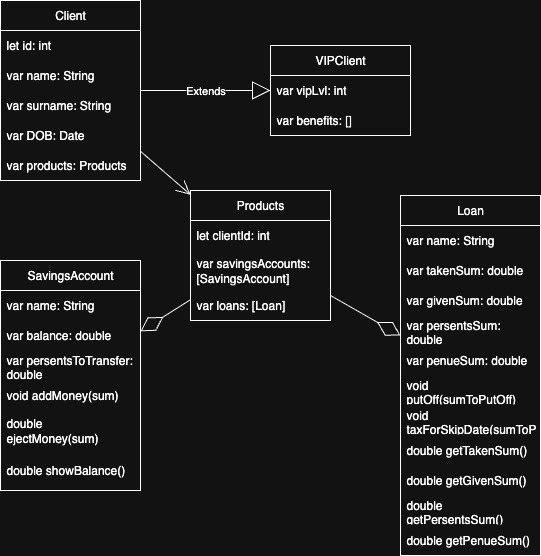 Client
let id: int
var name: String
var surname: String
var DOB: Date
var products: Products
Extends
VIPClient
var vipLvl: int
var benefits: []
Products
let clientId: int
var savingsAccounts:
[SavingsAccount]
var loans: [Loan]
SavingsAccount
var name: String
var balance: double
var persentsToTransfer:
double
void addMoney(sum)
double
ejectMoney(sum)
double showBalance()
Loan
var name: String
var takenSum: double
var givenSum: double
var persentsSum:
double
var penueSum: double
void
putOff(sumToPutOff)
void
taxForSkipDate(sumToP
double getTakenSum()
double getGivenSum()
double
getPersentsSum()
double getPenueSum()